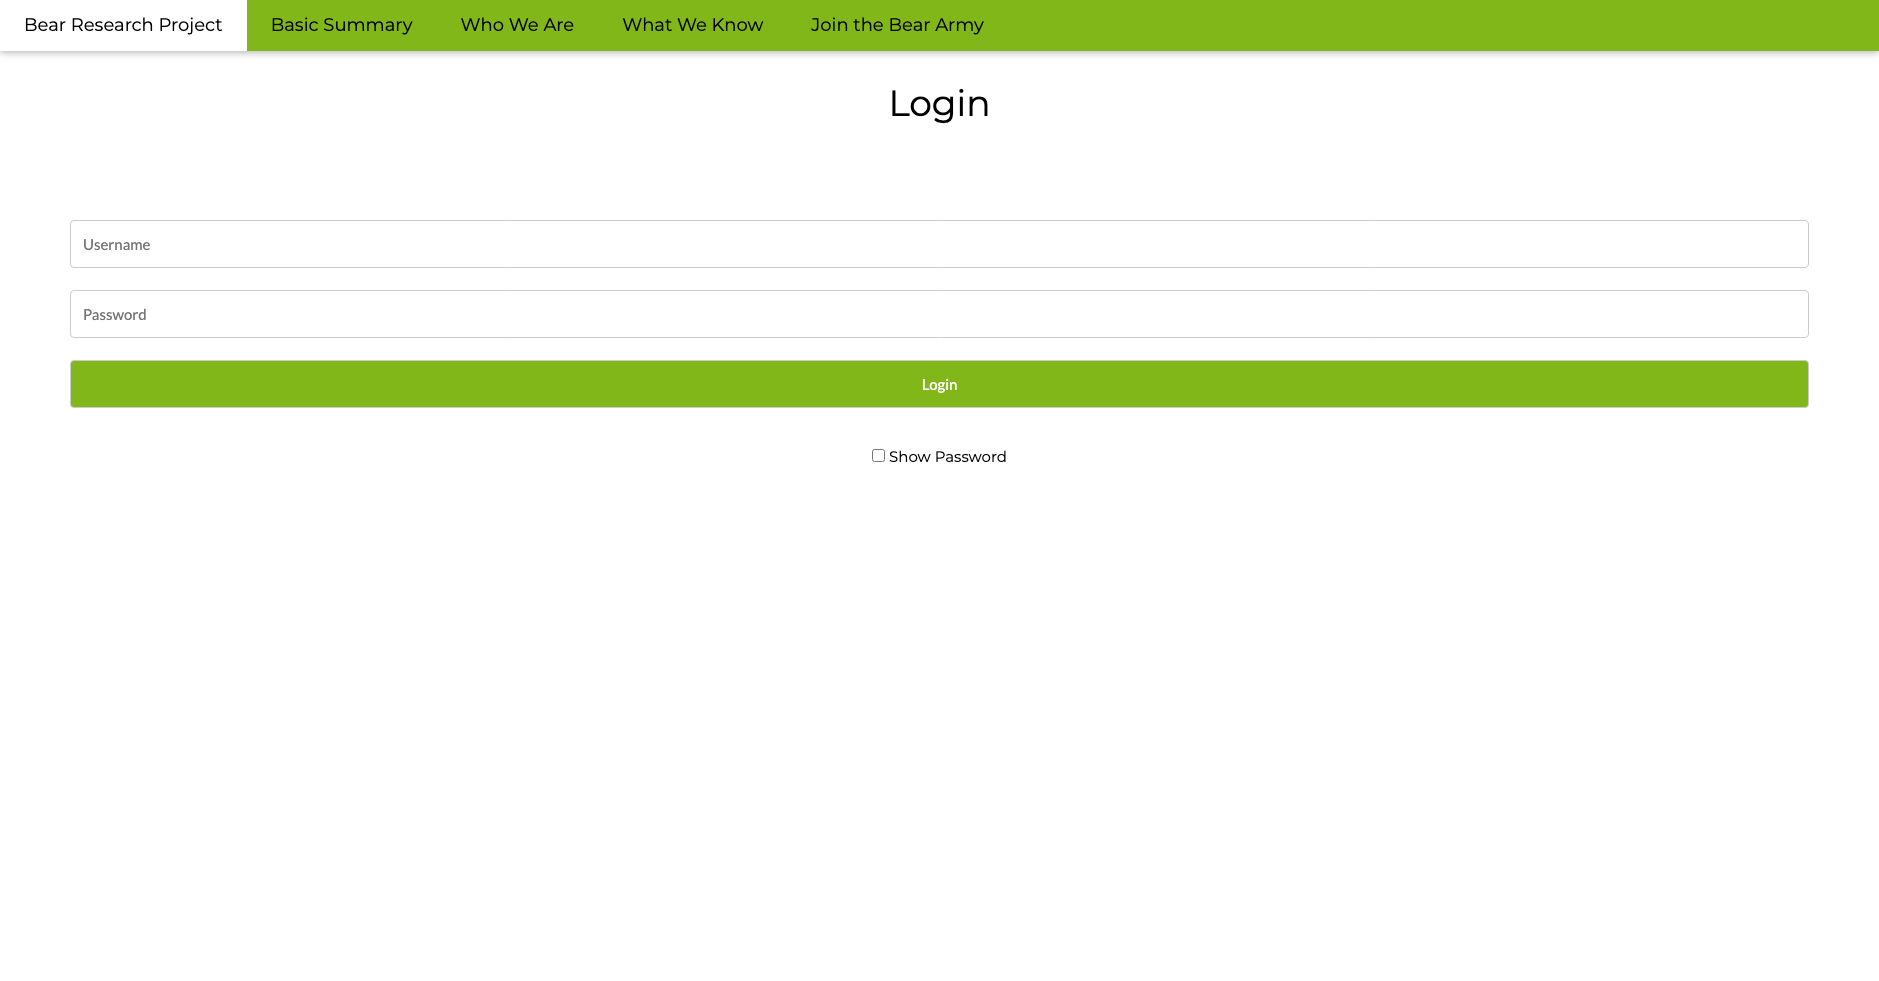 Bear Research Project Basic Summary Who We Are What We Know Join the Bear Army
Login
Username
Password
Login
Show Password